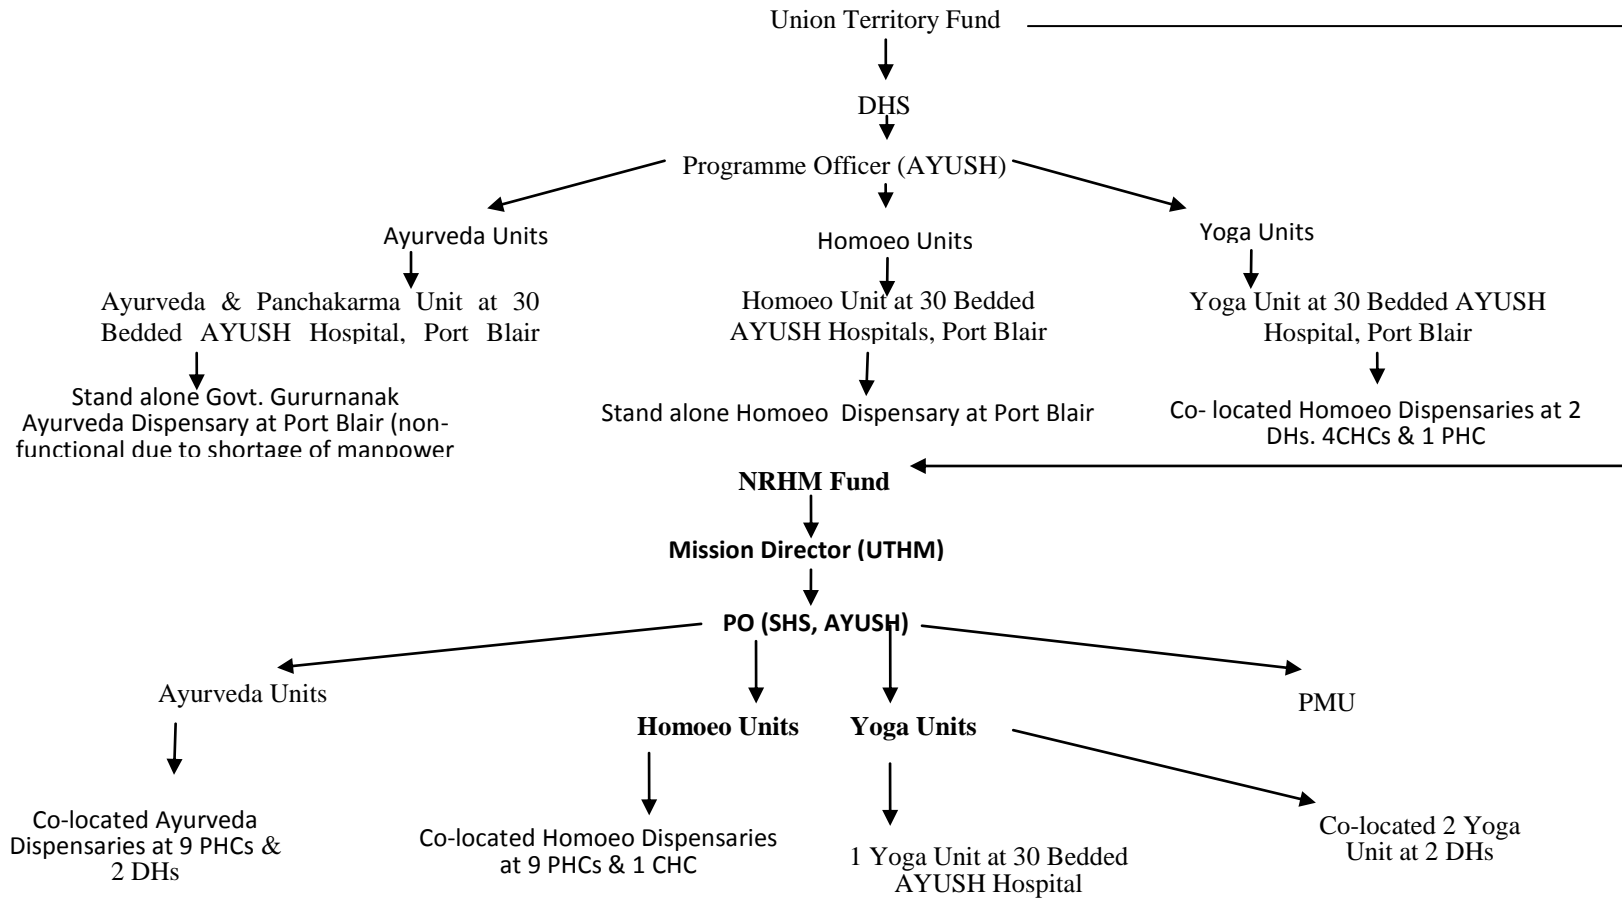 Union Territory Fund
DHS
Programme Officer (AYUSH)
Ayurveda Units
Homoeo Units
Yoga Units
Ayurveda & Panchakarma Unit at 30
Bedded AYUSH Hospital, Port Blair
Homoeo Unit at 30 Bedded
AYUSH Hospitals, Port Blair
Yoga Unit at 30 Bedded AYUSH
Hospital, Port Blair
Stand alone Govt. Gururnanak
Ayurveda Dispensary at Port Blair (non-
functional due to shortage of manpower
Stand alone Homoeo Dispensary at Port Blair
Co- located Homoeo Dispensaries at 2
DHs. 4CHCs & 1 PHC
NRHM Fund
Mission Director (UTHM)
PO (SHS, AYUSH)
Ayurveda Units
Homoeo Units
Yoga Units
PMU
Co-located Ayurveda
Dispensaries at 9 PHCs &
2 DHs
Co-located Homoeo Dispensaries
at 9 PHCs & 1 CHC
1 Yoga Unit at 30 Bedded
AYUSH Hospital
Co-located 2 Yoga
Unit at 2 DHs